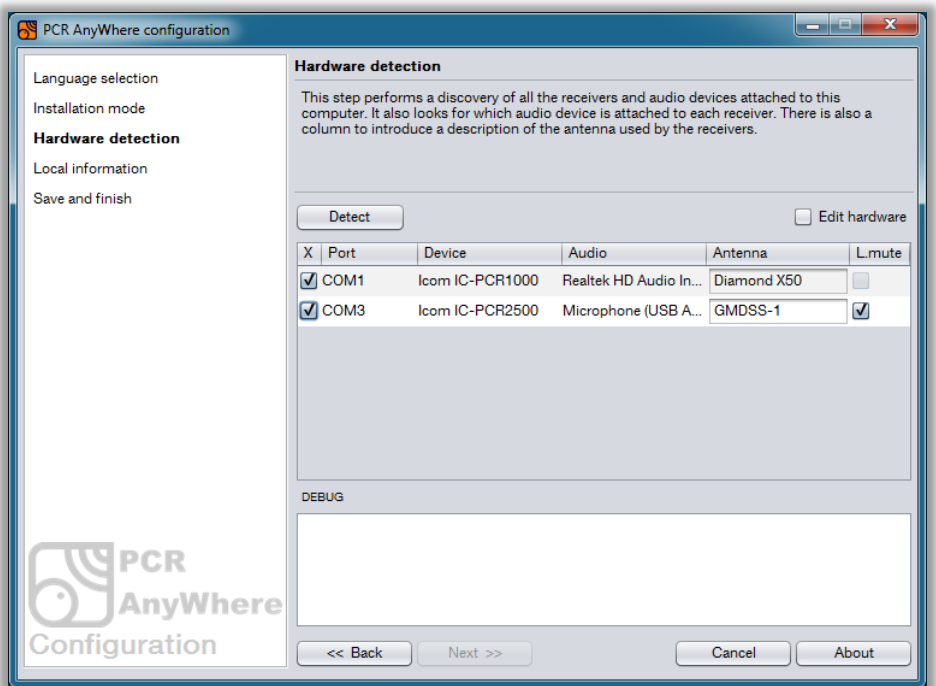 PCR AnyWhere configuration
Language selection
Installation mode
Hardware detection
Local information
Save and finish
PCR
AnyWhere
Configuration
Hardware detection
This step performs a discovery of all the receivers and audio devices attached to this
computer. It also looks for which audio device is attached to each receiver. There is also a
column to introduce a description of the antenna used by the receivers.
Detect
Edit hardware
X Port Device Audio Antenna L.mute
COM1 Icom IC-PCR1000 Realtek HD Audio In... Diamond X50
COM3 Icom IC-PCR2500 Microphone (USB A... GMDSS-1
DEBUG
<< Back Next >> Cancel About